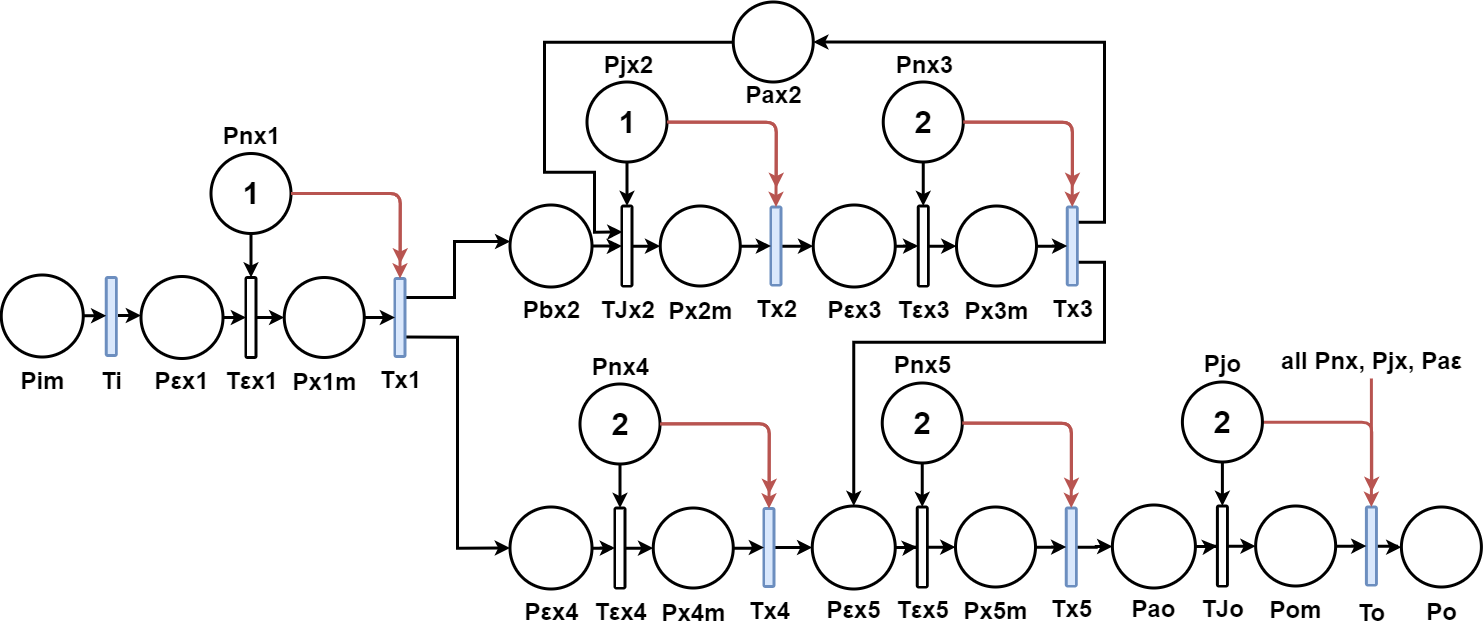 Pax2
Pjx2
Pnx3
1
2
Pnx1
1
Pbx2
TJx2
Px2m
Tx2
Pεx3
Tεx3
Px3m
Tx3
Pim
Ti
Pεx1
Tεx1
Px1m
Tx1
Pnx4
Pnx5
Pjo
all Pnx, Pjx, Paε
2
2
2
Pεx4
Tεx4
Px4m
Tx4
Pεx5
Tεx5
Px5m
Tx5
Pao
TJo
Pom
To
Po